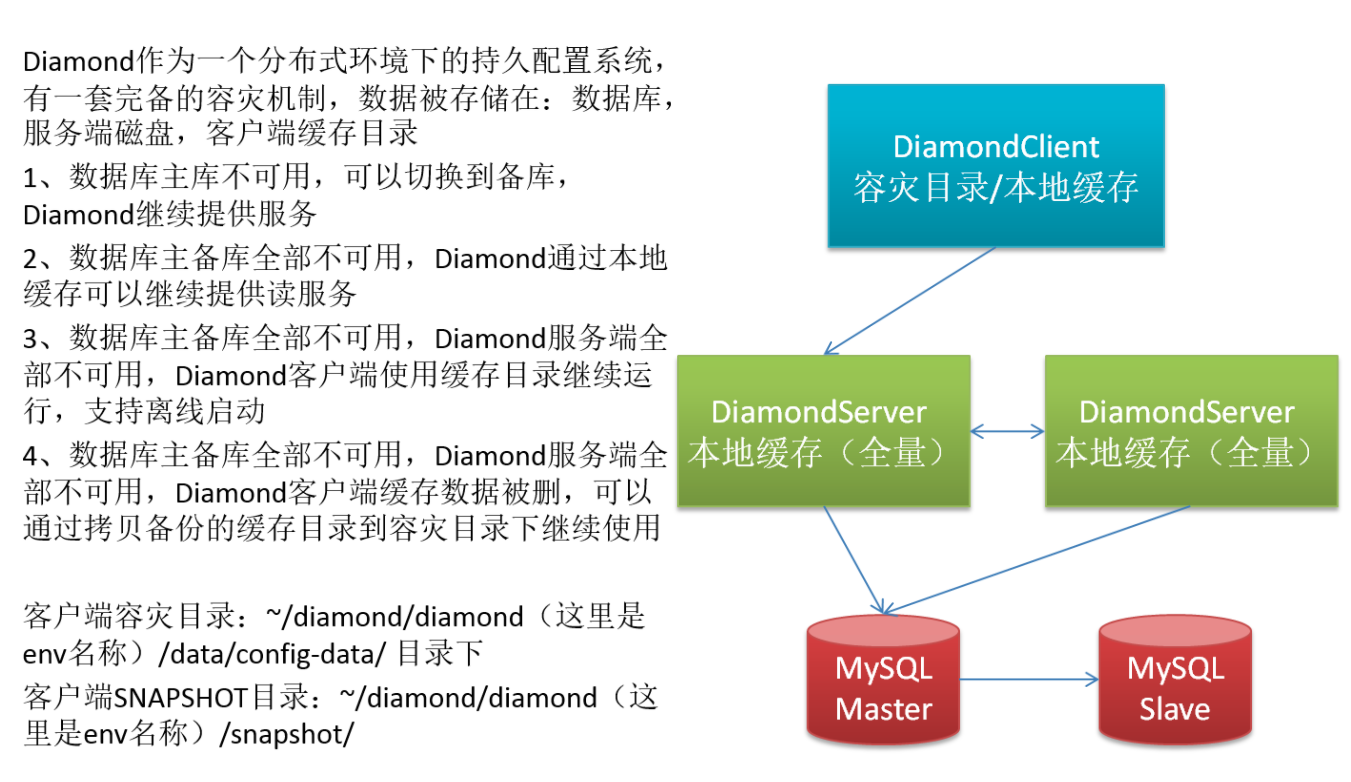 Diamond作为一个分布式环境下的持久配置系统，
有一套完备的容灾机制，数据被存储在：数据库，
服务端磁盘，客户端缓存目录
1、数据库主库不可用，可以切换到备库，
Diamond继续提供服务
2、数据库主备库全部不可用，Diamond通过本地
缓存可以继续提供读服务
3、数据库主备库全部不可用，Diamond服务端全
部不可用，Diamond客户端使用缓存目录继续运
行，支持离线启动
4、数据库主备库全部不可用，Diamond服务端全
部不可用，Diamond客户端缓存数据被删，可以
通过拷贝备份的缓存目录到容灾目录下继续使用
客户端容灾目录：~/diamond/diamond（这里是
env名称）/data/config-data/ 目录下
客户端SNAPSHOT目录：~/diamond/diamond（这
里是env名称）/snapshot/
DiamondClient
容灾目录/本地缓存
DiamondServer
本地缓存（全量）
DiamondServer
本地缓存（全量）
MySQL
Master
MySQL
Slave